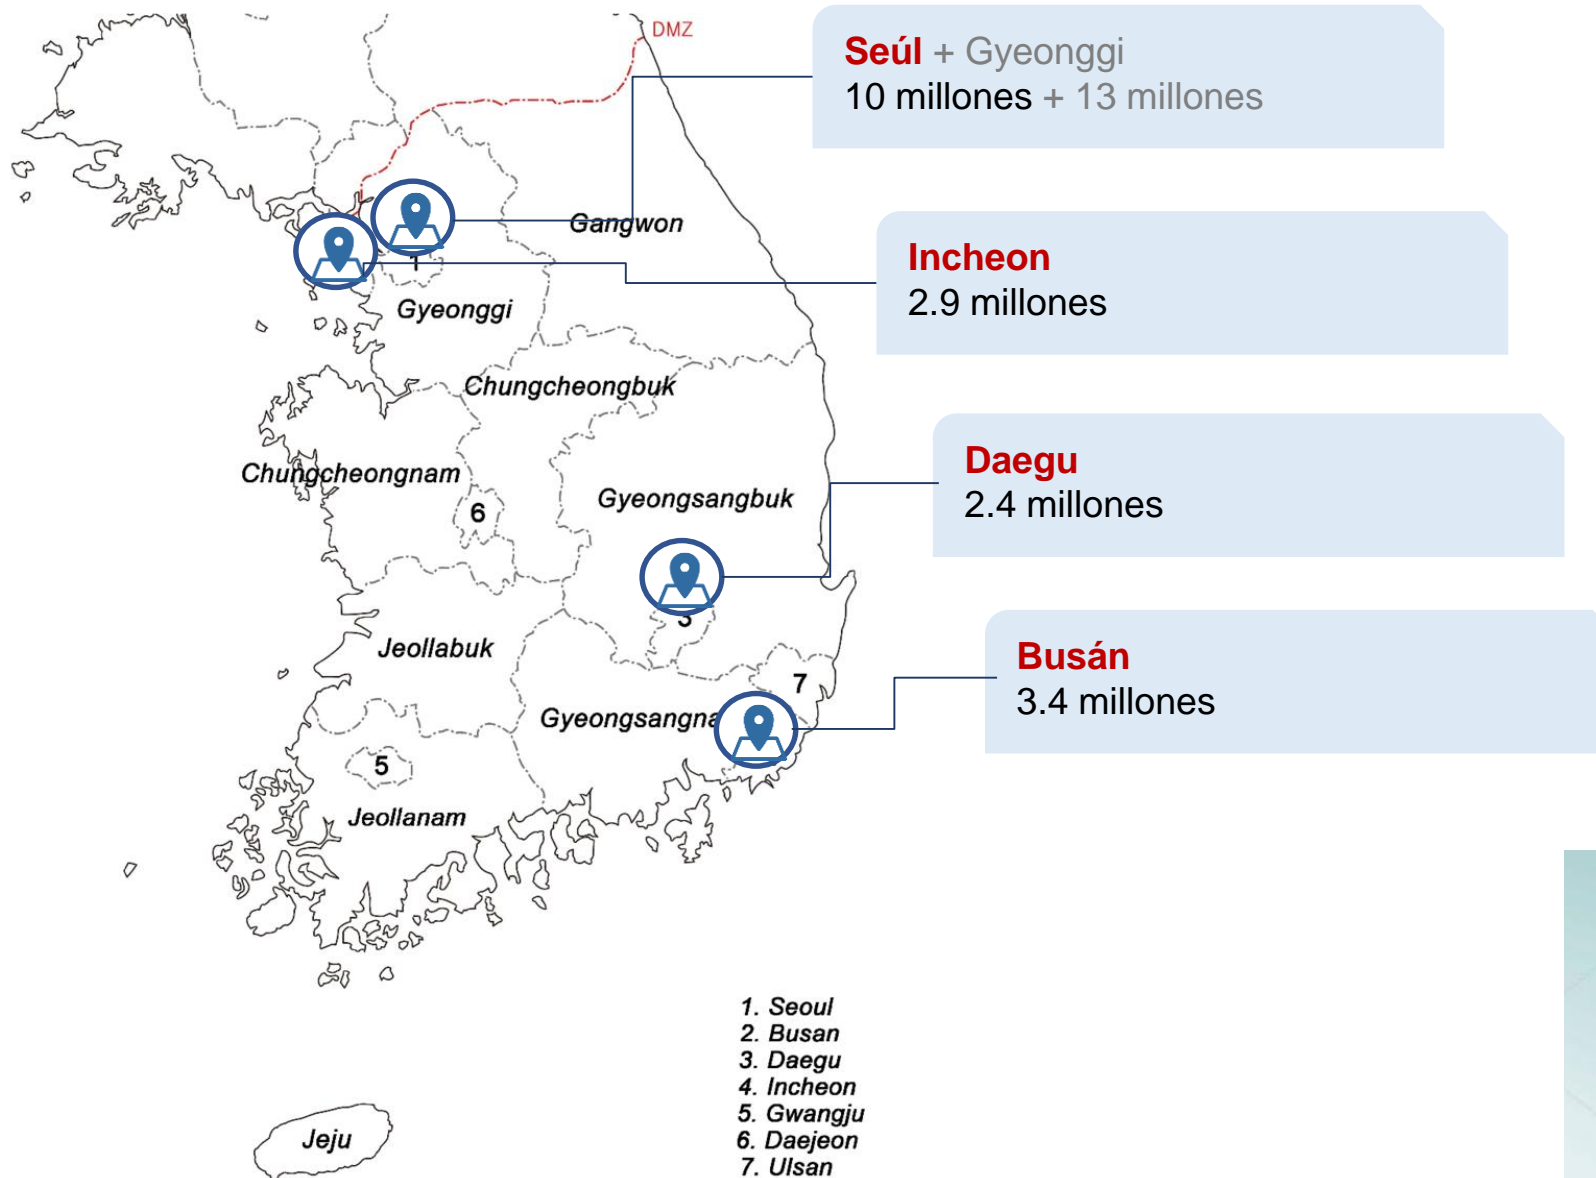 DMZ
Seúl + Gyeonggi
10 millones + 13 millones
Gangwon
Incheon
2.9 millones
1
Gyeonggi
Chungcheongbuk
Daegu
2.4 millones
Chungcheongnam
Gyeongsangbuk
6
3
Jeollabuk
Busán
3.4 millones
7
Gyeongsangna
5
Jeollanam
1. Seoul
2. Busan
3. Daegu
4. Incheon
5. Gwangju
6. Daejeon
7. Ulsan
Jeju